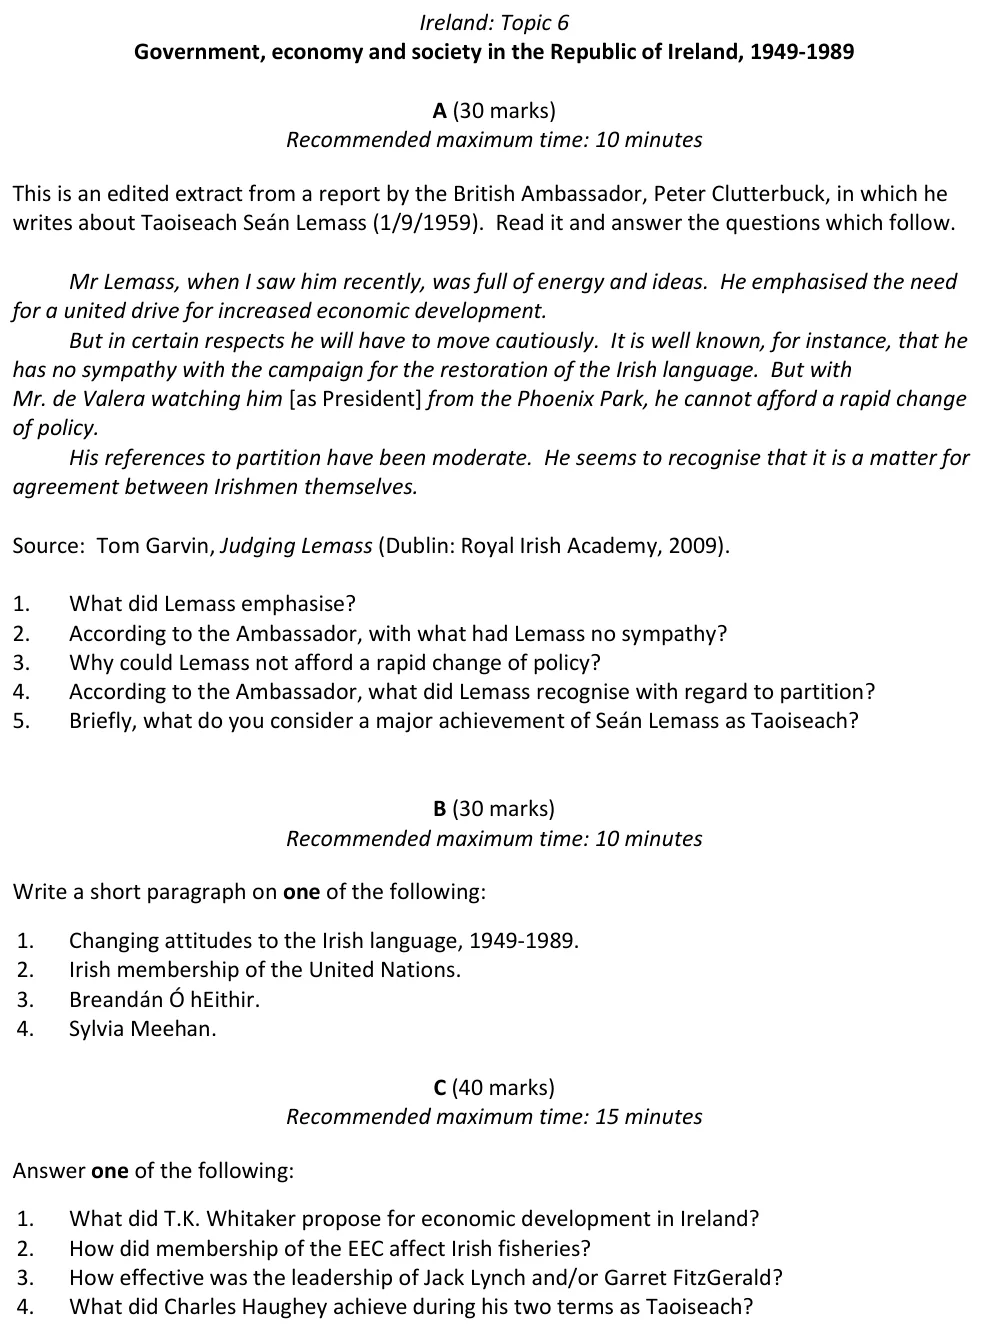 Ireland: Topic 6
Government, economy and society in the Republic of Ireland, 1949-1989
A (30 marks)
Recommended maximum time: 10 minutes
This is an edited extract from a report by the British Ambassador, Peter Clutterbuck, in which he
writes about Taoiseach Seán Lemass (1/9/1959). Read it and answer the questions which follow.
Mr Lemass, when I saw him recently, was full of energy and ideas. He emphasised the need
for a united drive for increased economic development.
But in certain respects he will have to move cautiously. It is well known, for instance, that he
has no sympathy with the campaign for the restoration of the Irish language. But with
Mr. de Valera watching him [as President] from the Phoenix Park, he cannot afford a rapid change
of policy.
His references to partition have been moderate. He seems to recognise that it is a matter for
agreement between Irishmen themselves.
Source: Tom Garvin, Judging Lemass (Dublin: Royal Irish Academy, 2009).
1. What did Lemass emphasise?
2. According to the Ambassador, with what had Lemass no sympathy?
3. Why could Lemass not afford a rapid change of policy?
4. According to the Ambassador, what did Lemass recognise with regard to partition?
5. Briefly, what do you consider a major achievement of Seán Lemass as Taoiseach?
B (30 marks)
Recommended maximum time: 10 minutes
Write a short paragraph on one of the following:
1. Changing attitudes to the Irish language, 1949-1989.
2. Irish membership of the United Nations.
3. Breandán Ó hEithir.
4. Sylvia Meehan.
C (40 marks)
Recommended maximum time: 15 minutes
Answer one of the following:
1. What did T.K. Whitaker propose for economic development in Ireland?
2. How did membership of the EEC affect Irish fisheries?
3. How effective was the leadership of Jack Lynch and/or Garret FitzGerald?
4. What did Charles Haughey achieve during his two terms as Taoiseach?